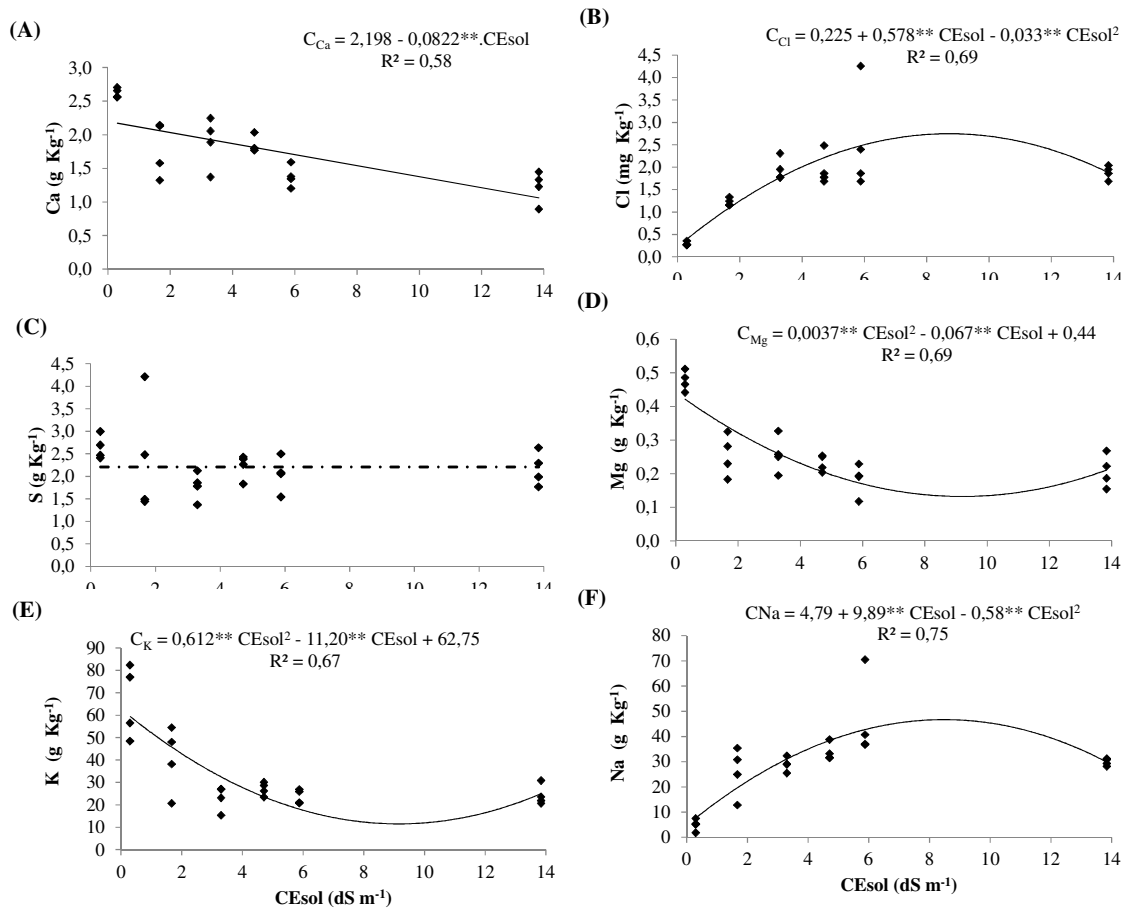 (A)
C_Ca = 2,198 - 0,0822**.CEsol
R² = 0,58
3,0
2,5
2,0
1,5
1,0
0,5
0,0
Ca (g Kg⁻¹)
0 2 4 6 8 10 12 14
(B)
C_Cl = 0,225 + 0,578** CEsol - 0,033** CEsol²
R² = 0,69
4,5
4,0
3,5
3,0
2,5
2,0
1,5
1,0
0,5
0,0
Cl (mg Kg⁻¹)
0 2 4 6 8 10 12 14
(C)
4,5
4,0
3,5
3,0
2,5
2,0
1,5
1,0
0,5
0,0
S (g Kg⁻¹)
0 2 4 6 8 10 12 14
(D)
C_Mg = 0,0037** CEsol² - 0,067** CEsol + 0,44
R² = 0,69
0,6
0,5
0,4
0,3
0,2
0,1
0,0
Mg (g Kg⁻¹)
0 2 4 6 8 10 12 14
(E)
C_K = 0,612** CEsol² - 11,20** CEsol + 62,75
R² = 0,67
90
80
70
60
50
40
30
20
10
0
K (g Kg⁻¹)
0 2 4 6 8 10 12 14
CEsol (dS m⁻¹)
(F)
CNa = 4,79 + 9,89** CEsol - 0,58** CEsol²
R² = 0,75
80
70
60
50
40
30
20
10
0
Na (g Kg⁻¹)
0 2 4 6 8 10 12 14
CEsol (dS m⁻¹)